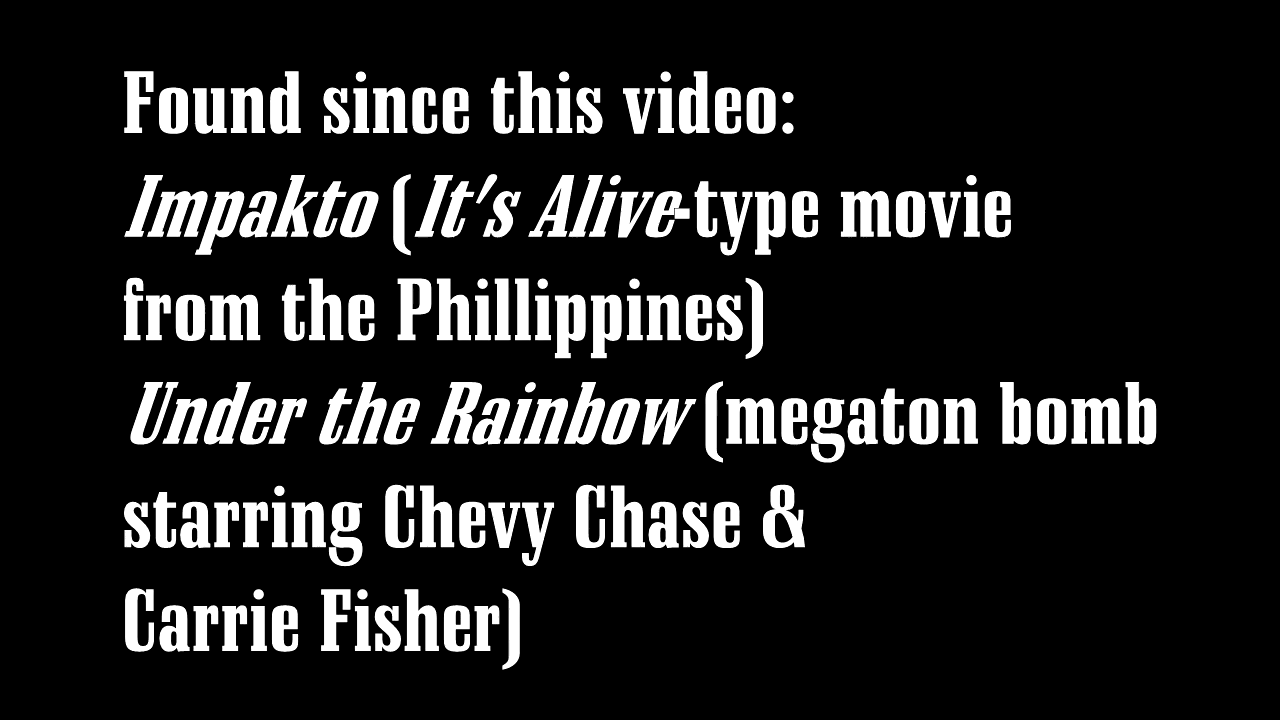 Found since this video:
Impakto (It's Alive-type movie
from the Phillippines)
Under the Rainbow (megaton bomb
starring Chevy Chase &
Carrie Fisher)